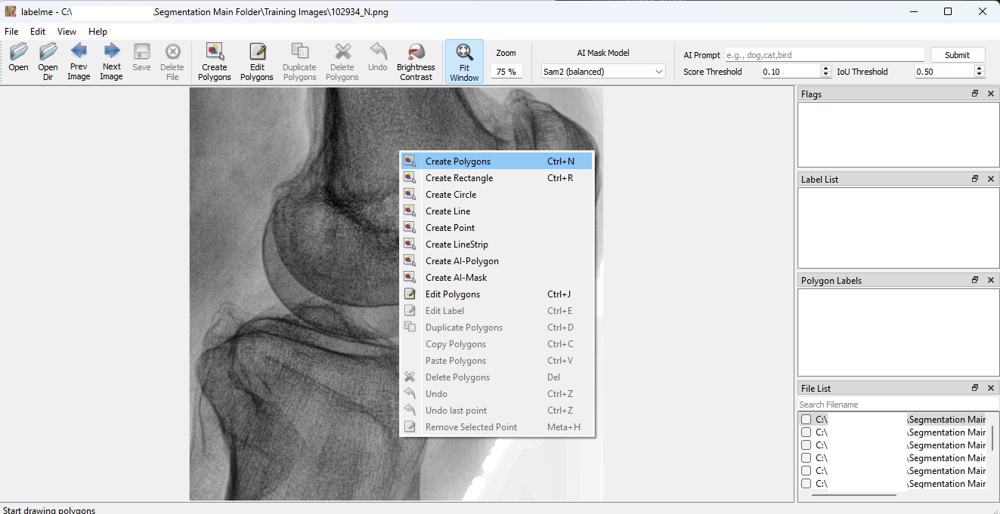 labelme - C:\ \Segmentation Main Folder\Training Images\102934_N.png
File Edit View Help
Open
Open Dir
Prev Image
Next Image
Save
Delete File
Create Polygons
Edit Polygons
Duplicate Polygons
Delete Polygons
Undo
Brightness Contrast
Fit Window
Zoom
75 %
AI Mask Model
Sam2 (balanced)
AI Prompt e.g., dog,cat,bird Submit
Score Threshold 0.10 IoU Threshold 0.50
Create Polygons Ctrl+N
Create Rectangle Ctrl+R
Create Circle
Create Line
Create Point
Create LineStrip
Create AI-Polygon
Create AI-Mask
Edit Polygons Ctrl+J
Edit Label Ctrl+E
Duplicate Polygons Ctrl+D
Copy Polygons Ctrl+C
Paste Polygons Ctrl+V
Delete Polygons Del
Undo Ctrl+Z
Undo last point Ctrl+Z
Remove Selected Point Meta+H
Flags
Label List
Polygon Labels
File List
Search Filename
C:\ \Segmentation Mair
C:\ \Segmentation Mair
C:\ \Segmentation Mair
C:\ \Segmentation Mair
C:\ \Segmentation Mair
C:\ \Segmentation Mair
Start drawing polygons